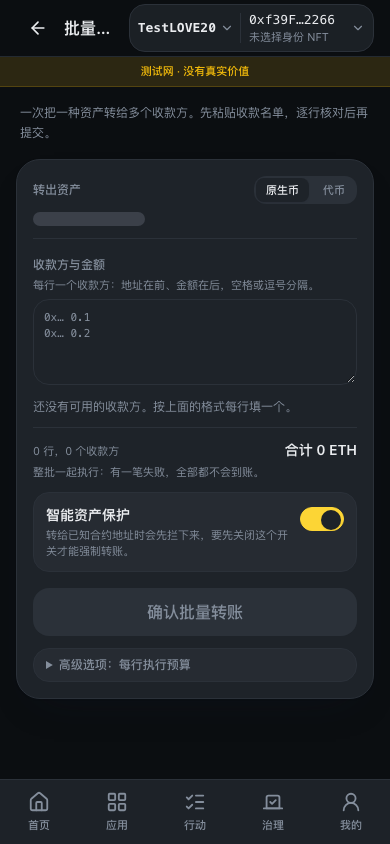 批量...
TestLOVE20
0xf39F...2266
未选择身份 NFT
测试网 · 没有真实价值
一次把一种资产转给多个收款方。先粘贴收款名单，逐行核对后再
提交。
转出资产
原生币
代币
收款方与金额
每行一个收款方：地址在前、金额在后，空格或逗号分隔。
0x… 0.1
0x… 0.2
还没有可用的收款方。按上面的格式每行填一个。
0 行，0 个收款方
合计 0 ETH
整批一起执行：有一笔失败，全部都不会到账。
智能资产保护
转给已知合约地址时会先拦下来，要先关闭这个开
关才能强制转账。
确认批量转账
▶ 高级选项：每行执行预算
首页
应用
行动
治理
我的